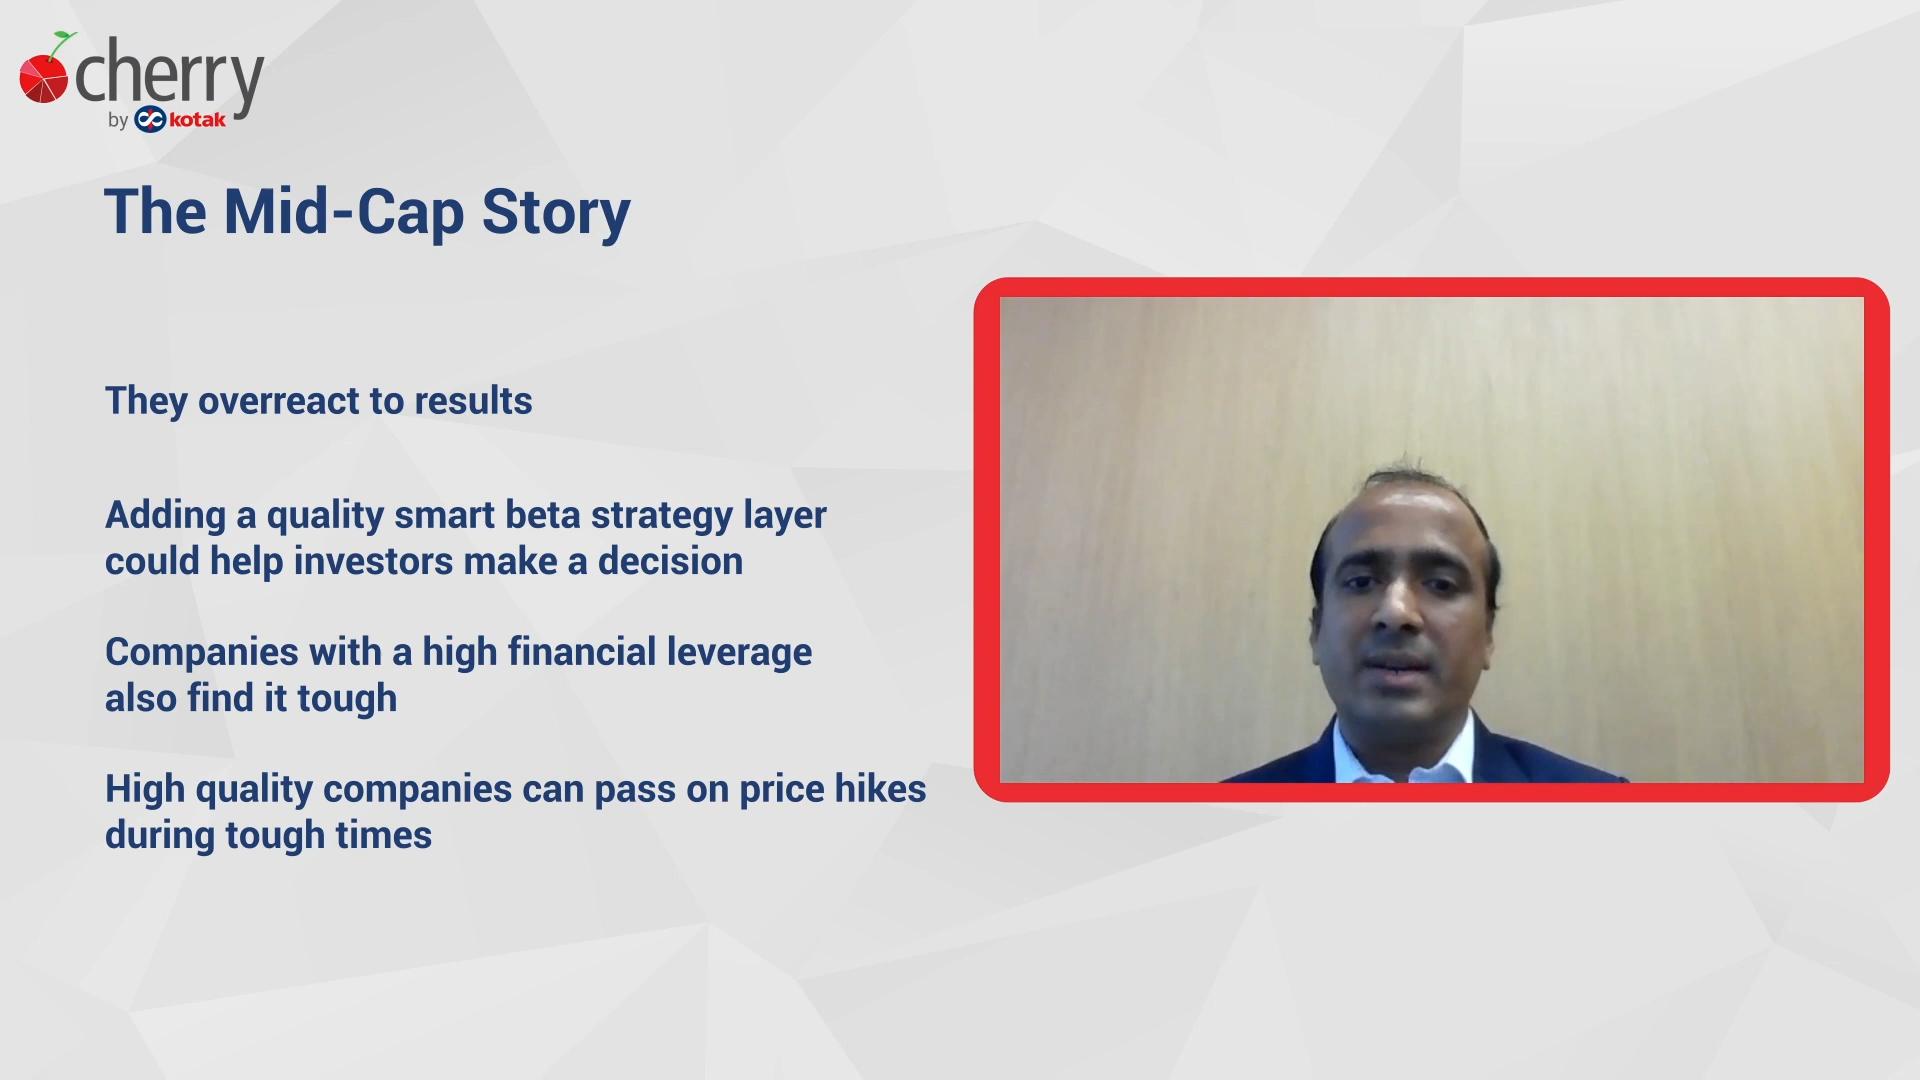 cherry
by kotak
The Mid-Cap Story
They overreact to results
Adding a quality smart beta strategy layer
could help investors make a decision
Companies with a high financial leverage
also find it tough
High quality companies can pass on price hikes
during tough times